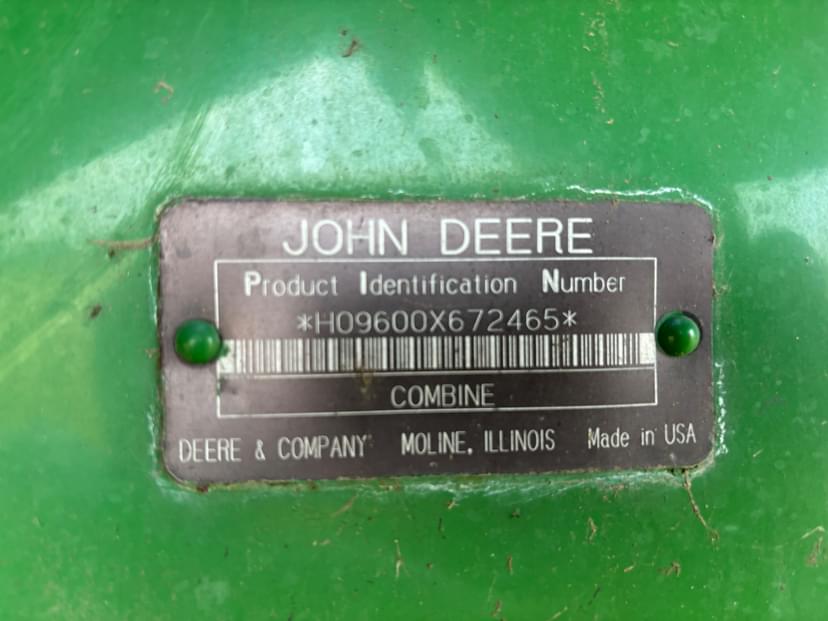 JOHN DEERE
Product Identification Number
*H09600X672465*
COMBINE
DEERE & COMPANY MOLINE, ILLINOIS Made in USA